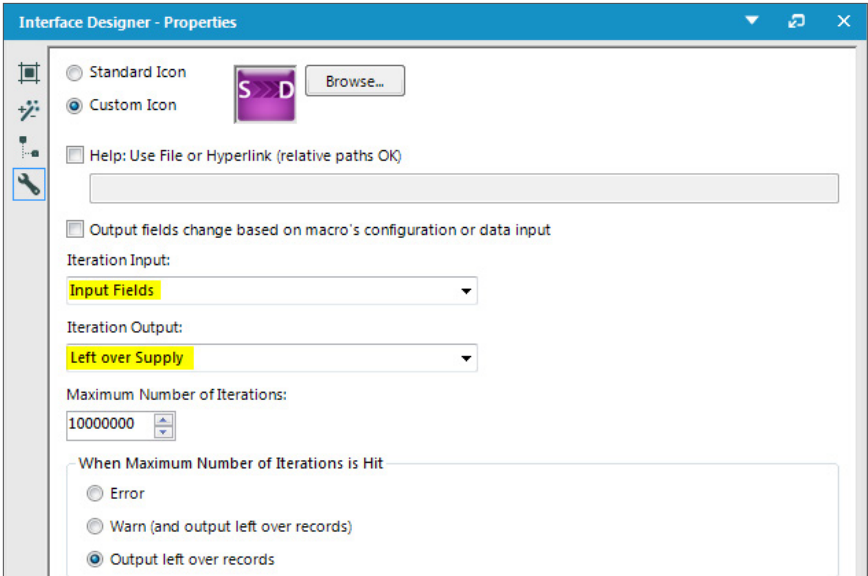 Interface Designer - Properties
Standard Icon
Custom Icon
S>>>D
Browse...
Help: Use File or Hyperlink (relative paths OK)
Output fields change based on macro's configuration or data input
Iteration Input:
Input Fields
Iteration Output:
Left over Supply
Maximum Number of Iterations:
10000000
When Maximum Number of Iterations is Hit
Error
Warn (and output left over records)
Output left over records